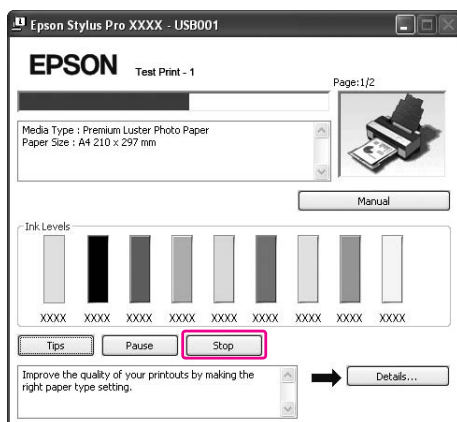 Epson Stylus Pro XXXX - USB001
EPSON Test Print - 1
Page:1/2
Media Type : Premium Luster Photo Paper
Paper Size : A4 210 x 297 mm
Manual
Ink Levels
XXXX XXXX XXXX XXXX XXXX XXXX XXXX XXXX XXXX
Tips Pause Stop
Improve the quality of your printouts by making the
right paper type setting.
Details...